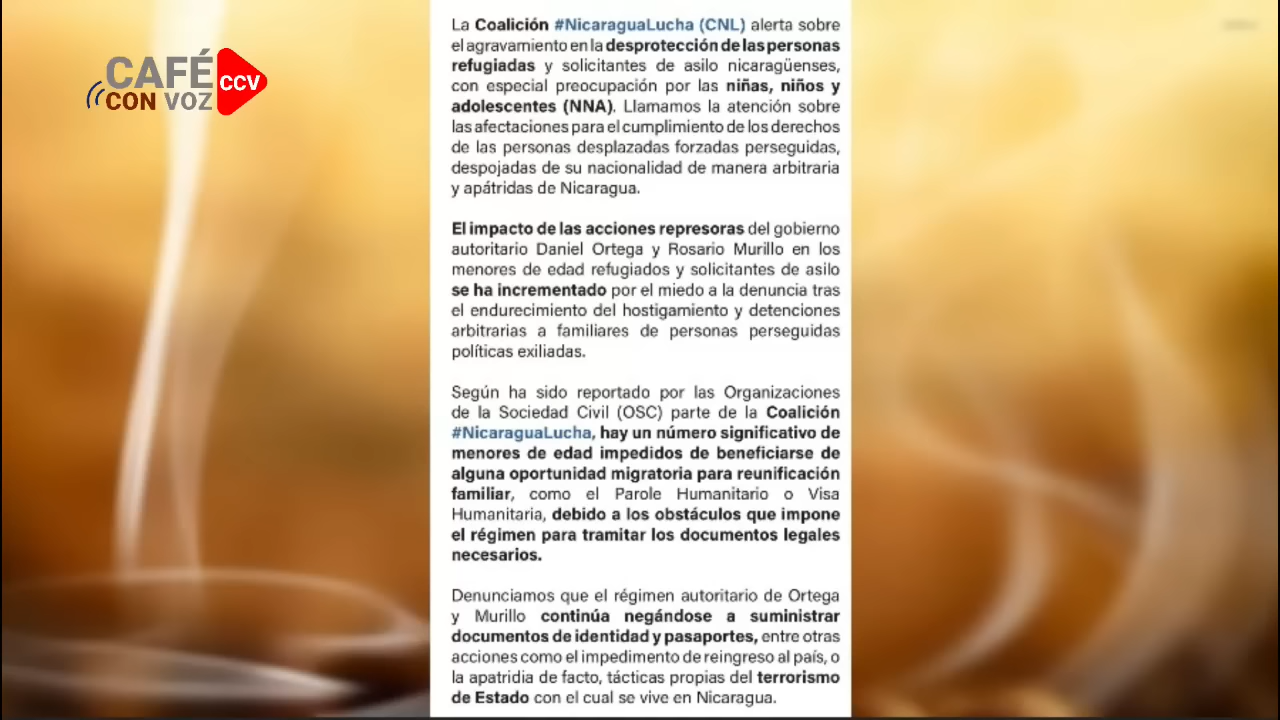 CAFÉ
CON VOZ
CCV
La Coalición #NicaraguaLucha (CNL) alerta sobre
el agravamiento en la desprotección de las personas
refugiadas y solicitantes de asilo nicaragüenses,
con especial preocupación por las niñas, niños y
adolescentes (NNA). Llamamos la atención sobre
las afectaciones para el cumplimiento de los derechos
de las personas desplazadas forzadas perseguidas,
despojadas de su nacionalidad de manera arbitraria
y apátridas de Nicaragua.
El impacto de las acciones represoras del gobierno
autoritario Daniel Ortega y Rosario Murillo en los
menores de edad refugiados y solicitantes de asilo
se ha incrementado por el miedo a la denuncia tras
el endurecimiento del hostigamiento y detenciones
arbitrarias a familiares de personas perseguidas
políticas exiliadas.
Según ha sido reportado por las Organizaciones
de la Sociedad Civil (OSC) parte de la Coalición
#NicaraguaLucha, hay un número significativo de
menores de edad impedidos de beneficiarse de
alguna oportunidad migratoria para reunificación
familiar, como el Parole Humanitario o Visa
Humanitaria, debido a los obstáculos que impone
el régimen para tramitar los documentos legales
necesarios.
Denunciamos que el régimen autoritario de Ortega
y Murillo continúa negándose a suministrar
documentos de identidad y pasaportes, entre otras
acciones como el impedimento de reingreso al país, o
la apatridia de facto, tácticas propias del terrorismo
de Estado con el cual se vive en Nicaragua.